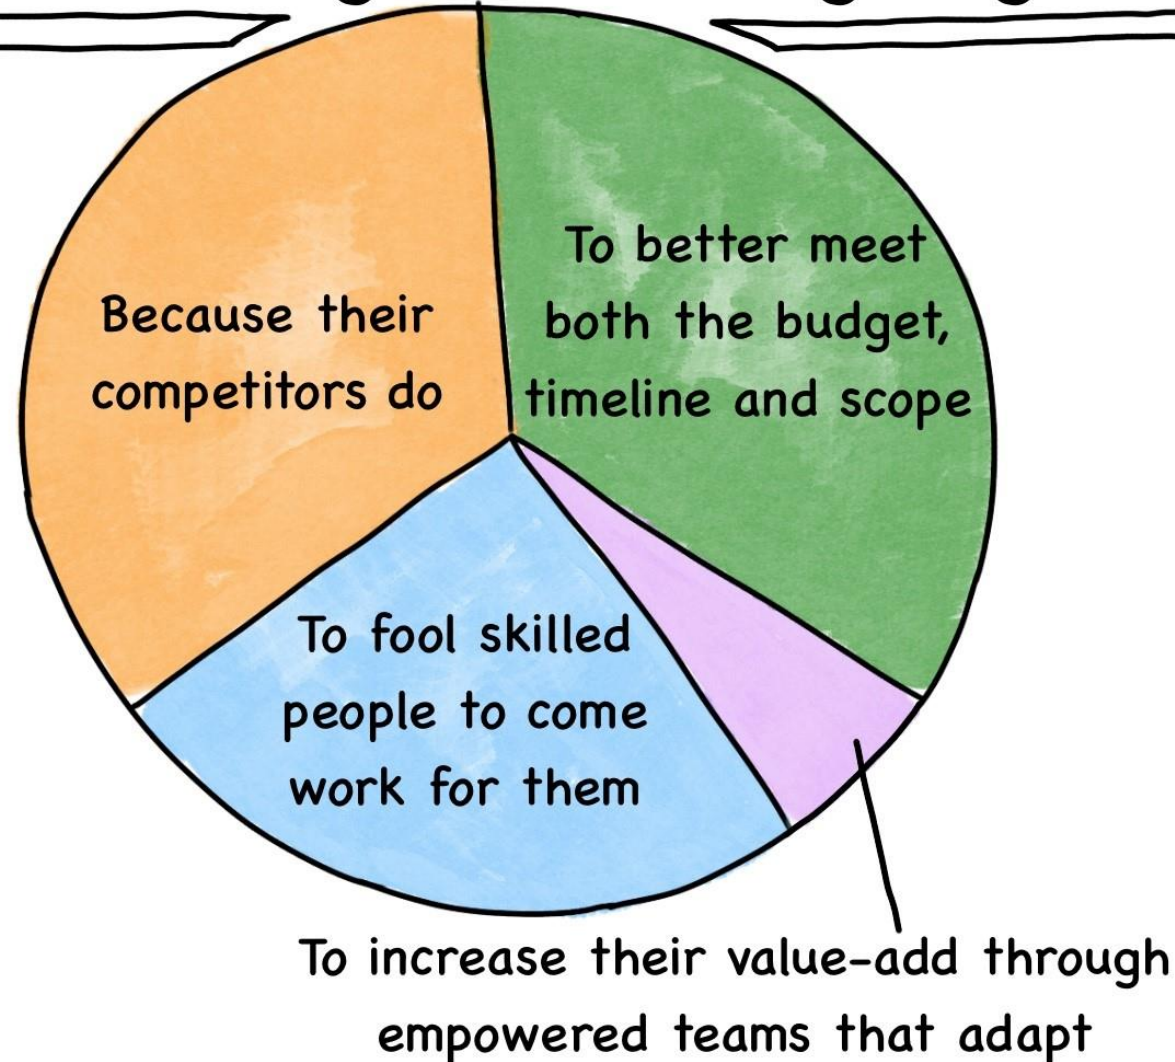 To better meet
both the budget,
timeline and scope
Because their
competitors do
To fool skilled
people to come
work for them
To increase their value-add through
empowered teams that adapt